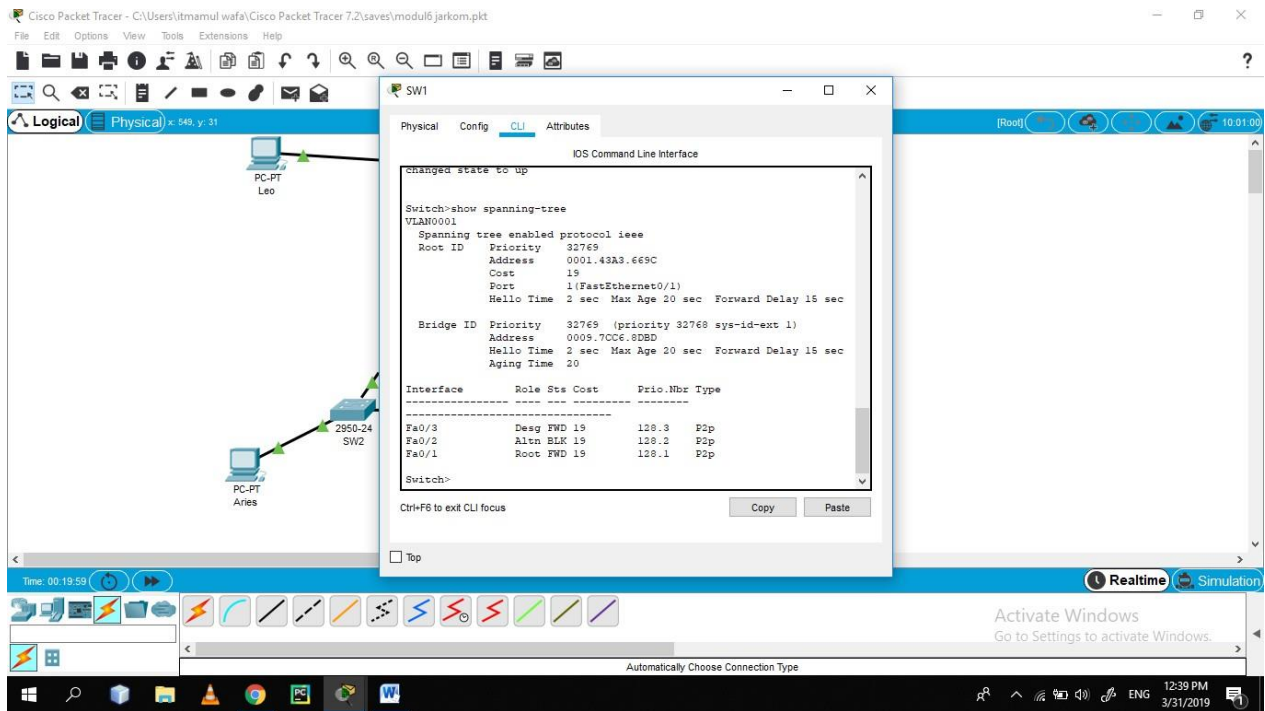 Cisco Packet Tracer - C:\Users\itmamul wafa\Cisco Packet Tracer 7.2\saves\modul6 jarkom.pkt
File Edit Options View Tools Extensions Help
?
Logical Physical x: 549, y: 31
[Root] 10:01:00
PC-PT
Leo
2950-24
SW2
PC-PT
Aries
SW1
Physical Config CLI Attributes
IOS Command Line Interface
changed state to up
Switch>show spanning-tree
VLAN0001
Spanning tree enabled protocol ieee
Root ID Priority 32769
Address 0001.43A3.669C
Cost 19
Port 1(FastEthernet0/1)
Hello Time 2 sec Max Age 20 sec Forward Delay 15 sec
Bridge ID Priority 32769 (priority 32768 sys-id-ext 1)
Address 0009.7CC6.8DBD
Hello Time 2 sec Max Age 20 sec Forward Delay 15 sec
Aging Time 20
Interface Role Sts Cost Prio.Nbr Type
---------------- ---- --- --------- --------
--------------------------------
Fa0/3 Desg FWD 19 128.3 P2p
Fa0/2 Altn BLK 19 128.2 P2p
Fa0/1 Root FWD 19 128.1 P2p
Switch>
Ctrl+F6 to exit CLI focus Copy Paste
Top
Time: 00:19:59 Realtime Simulation
Activate Windows
Go to Settings to activate Windows.
Automatically Choose Connection Type
ENG 12:39 PM
3/31/2019